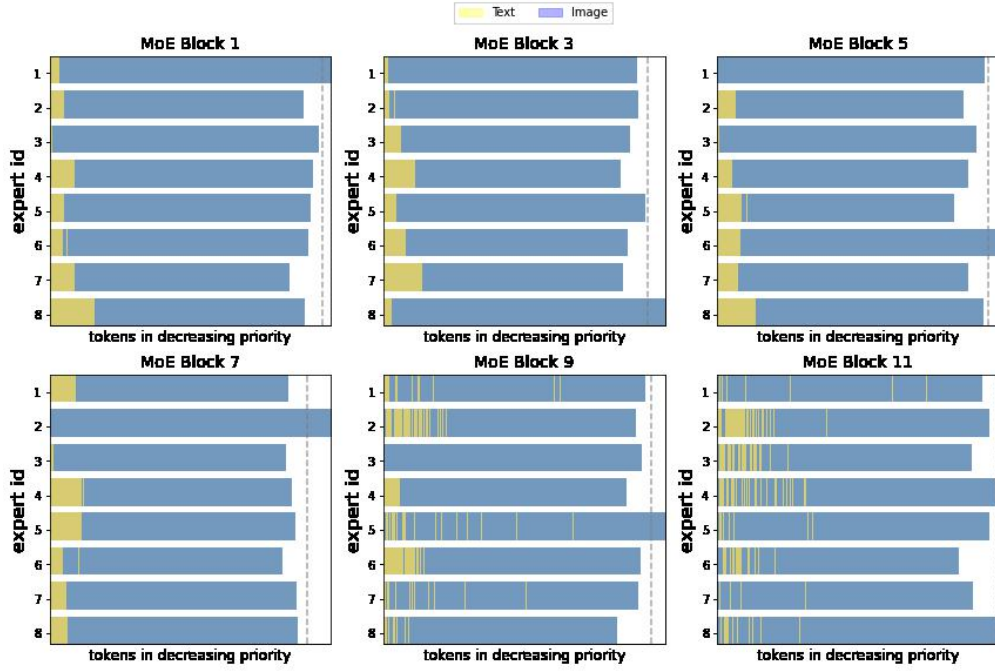 Text Image
MoE Block 1
MoE Block 3
MoE Block 5
expert id
1
2
3
4
5
6
7
8
tokens in decreasing priority
expert id
1
2
3
4
5
6
7
8
tokens in decreasing priority
expert id
1
2
3
4
5
6
7
8
tokens in decreasing priority
MoE Block 7
MoE Block 9
MoE Block 11
expert id
1
2
3
4
5
6
7
8
tokens in decreasing priority
expert id
1
2
3
4
5
6
7
8
tokens in decreasing priority
expert id
1
2
3
4
5
6
7
8
tokens in decreasing priority